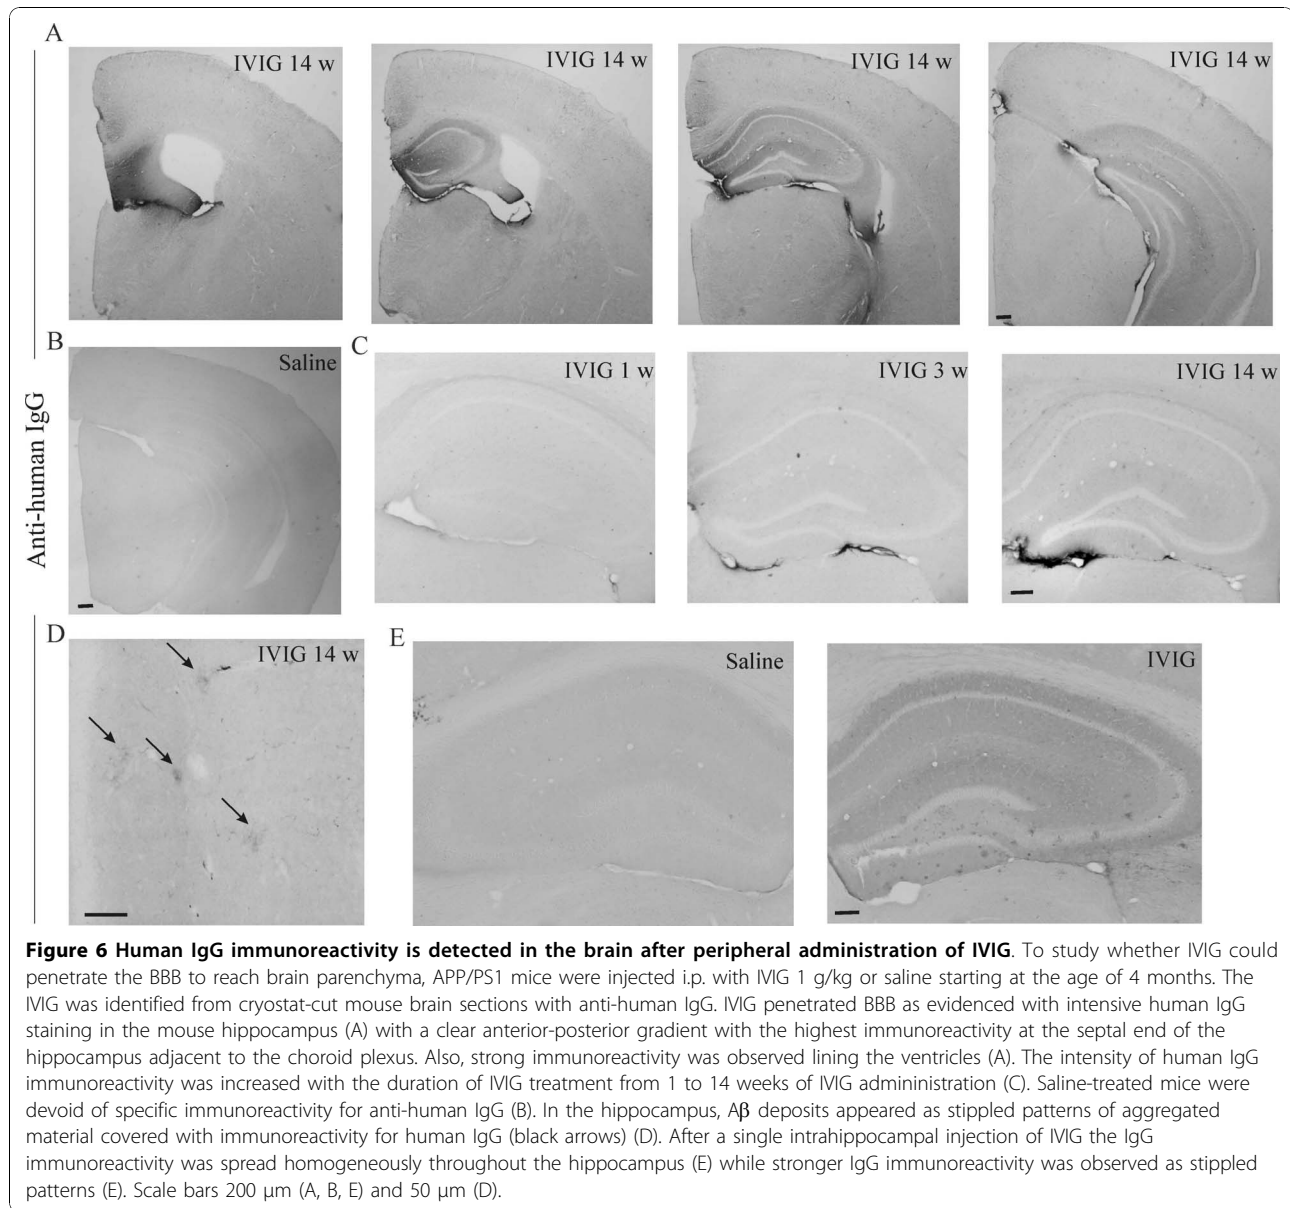 A
IVIG 14 w
IVIG 14 w
IVIG 14 w
IVIG 14 w
Anti-human IgG
B
Saline
C
IVIG 1 w
IVIG 3 w
IVIG 14 w
D
IVIG 14 w
E
Saline
IVIG
Figure 6 Human IgG immunoreactivity is detected in the brain after peripheral administration of IVIG. To study whether IVIG could
penetrate the BBB to reach brain parenchyma, APP/PS1 mice were injected i.p. with IVIG 1 g/kg or saline starting at the age of 4 months. The
IVIG was identified from cryostat-cut mouse brain sections with anti-human IgG. IVIG penetrated BBB as evidenced with intensive human IgG
staining in the mouse hippocampus (A) with a clear anterior-posterior gradient with the highest immunoreactivity at the septal end of the
hippocampus adjacent to the choroid plexus. Also, strong immunoreactivity was observed lining the ventricles (A). The intensity of human IgG
immunoreactivity was increased with the duration of IVIG treatment from 1 to 14 weeks of IVIG admininistration (C). Saline-treated mice were
devoid of specific immunoreactivity for anti-human IgG (B). In the hippocampus, Aβ deposits appeared as stippled patterns of aggregated
material covered with immunoreactivity for human IgG (black arrows) (D). After a single intrahippocampal injection of IVIG the IgG
immunoreactivity was spread homogeneously throughout the hippocampus (E) while stronger IgG immunoreactivity was observed as stippled
patterns (E). Scale bars 200 μm (A, B, E) and 50 μm (D).